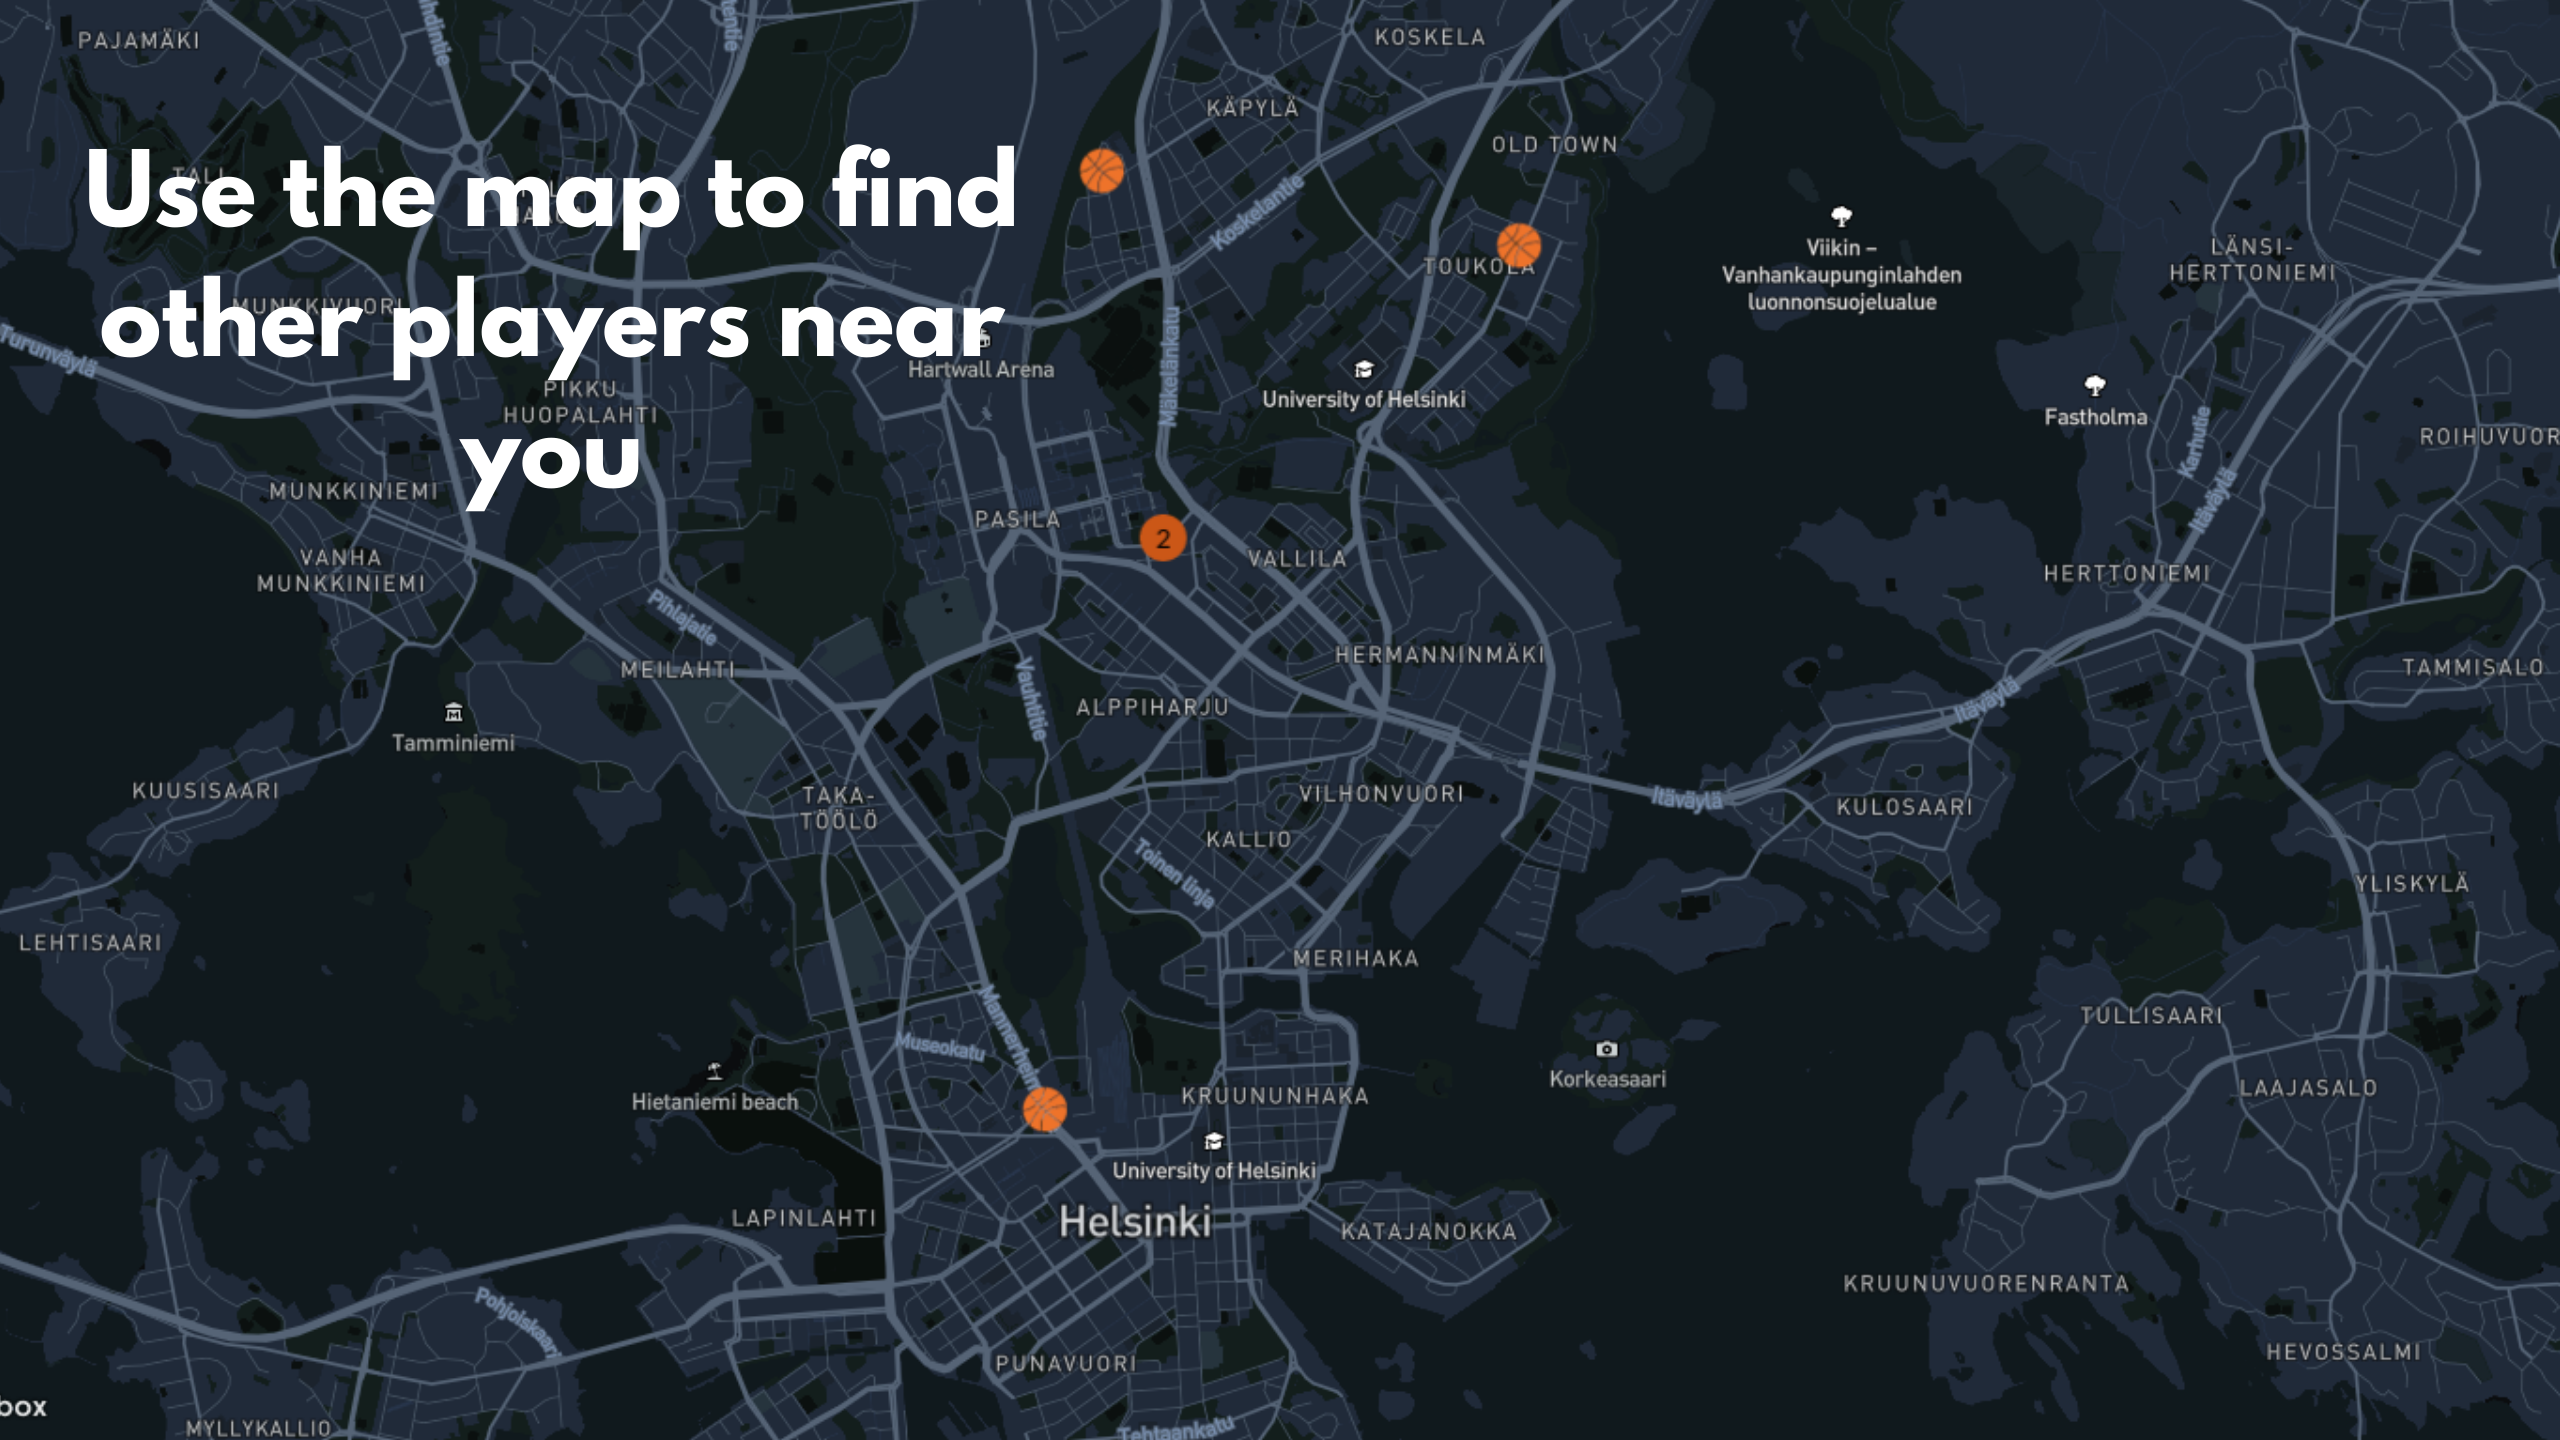 Use the map to find
other players near
you
PAJAMÄKI
KOSKELA
KÄPYLÄ
OLD TOWN
TALI
Koskelantie
TOUKOLA
Viikin –
Vanhankaupunginlahden
luonnonsuojelualue
LÄNSI-
HERTTONIEMI
MUNKKIVUORI
Turunväylä
Hartwall Arena
Mäkelänkatu
PIKKU
HUOPALAHTI
University of Helsinki
Fastholma
Karhutie
ROIHUVUOR
MUNKKINIEMI
Itäväylä
PASILA
2
VALLILA
VANHA
MUNKKINIEMI
HERTTONIEMI
Pihlajatie
MEILAHTI
HERMANNINMÄKI
TAMMISALO
Vauhtitie
ALPPIHARJU
Itäväylä
Tamminiemi
KUUSISAARI
TAKA-
TÖÖLÖ
VILHONVUORI
Itäväylä
KULOSAARI
KALLIO
Toinen linja
YLISKYLÄ
LEHTISAARI
MERIHAKA
Mannerheim
TULLISAARI
Museokatu
Hietaniemi beach
KRUUNUNHAKA
Korkeasaari
LAAJASALO
University of Helsinki
LAPINLAHTI
Helsinki
KATAJANOKKA
KRUUNUVUORENRANTA
Pohjoiskaari
PUNAVUORI
HEVOSSALMI
box
MYLLYKALLIO
Tehtaankatu